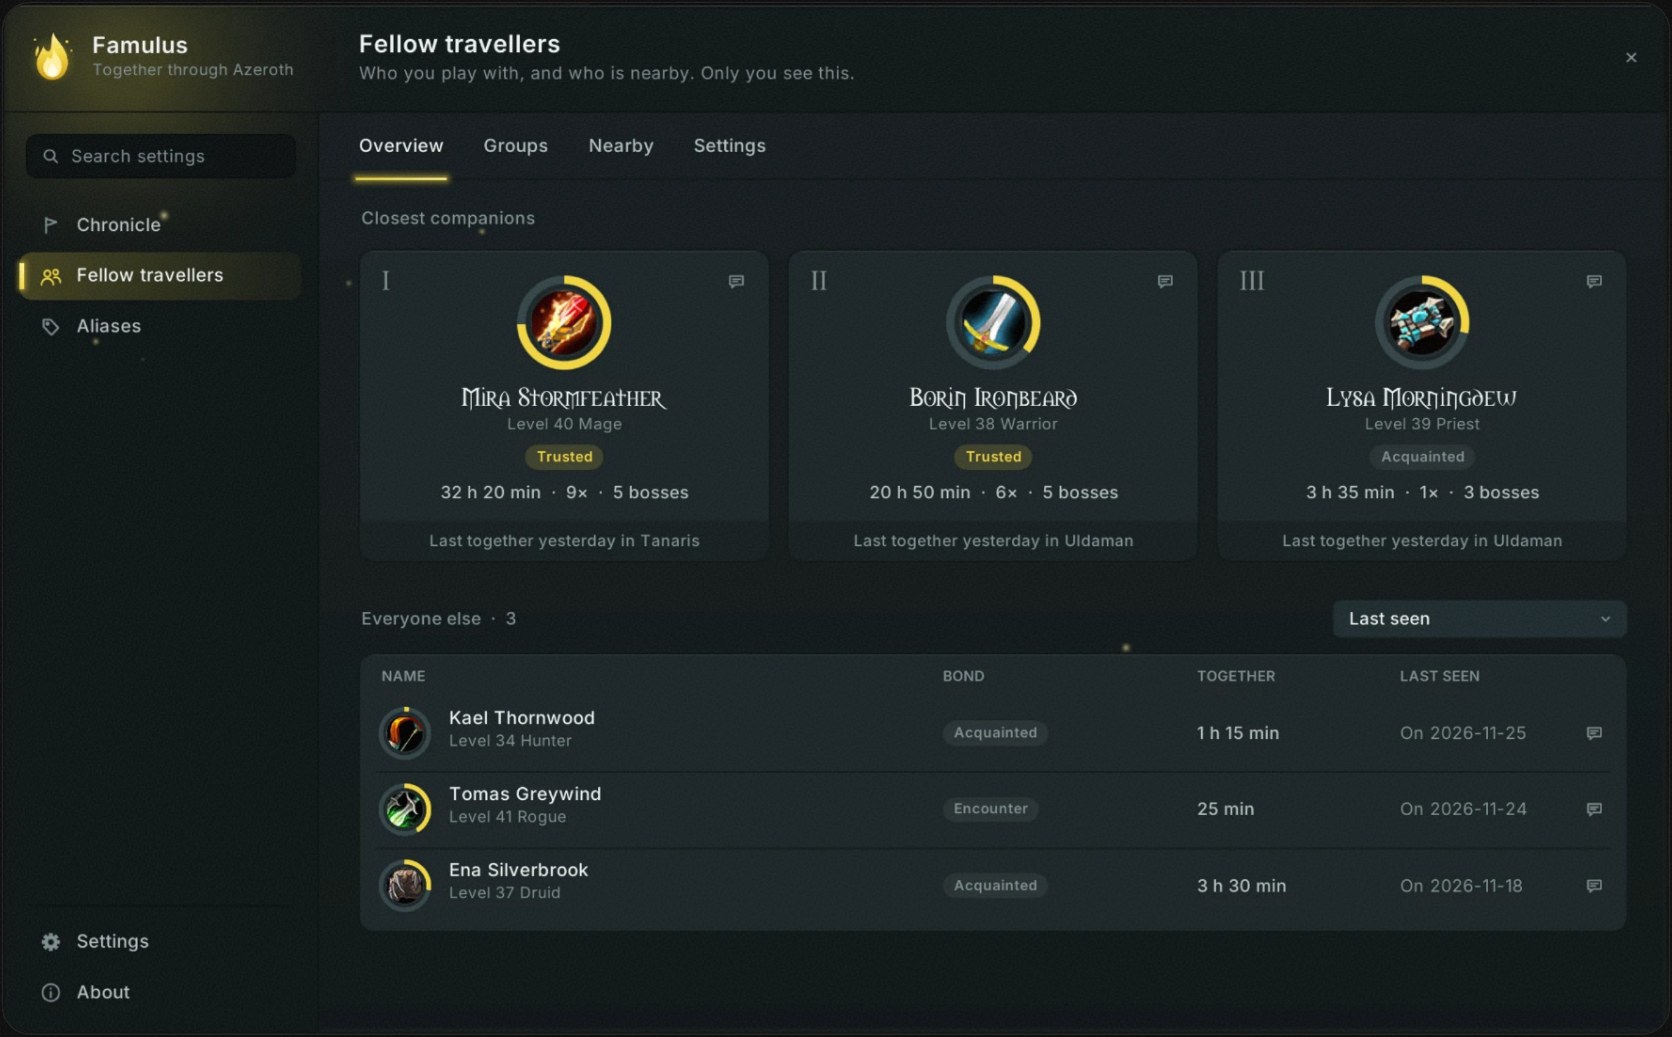 Famulus
Together through Azeroth
Fellow travellers
Who you play with, and who is nearby. Only you see this.
Search settings
Chronicle
Fellow travellers
Aliases
Settings
About
Overview
Groups
Nearby
Settings
Closest companions
I
Mira Stormfeather
Level 40 Mage
Trusted
32 h 20 min · 9× · 5 bosses
Last together yesterday in Tanaris
II
Borin Ironbeard
Level 38 Warrior
Trusted
20 h 50 min · 6× · 5 bosses
Last together yesterday in Uldaman
III
Lysa Morningdew
Level 39 Priest
Acquainted
3 h 35 min · 1× · 3 bosses
Last together yesterday in Uldaman
Everyone else · 3
Last seen
NAME BOND TOGETHER LAST SEEN
Kael Thornwood
Level 34 Hunter
Acquainted
1 h 15 min
On 2026-11-25
Tomas Greywind
Level 41 Rogue
Encounter
25 min
On 2026-11-24
Ena Silverbrook
Level 37 Druid
Acquainted
3 h 30 min
On 2026-11-18